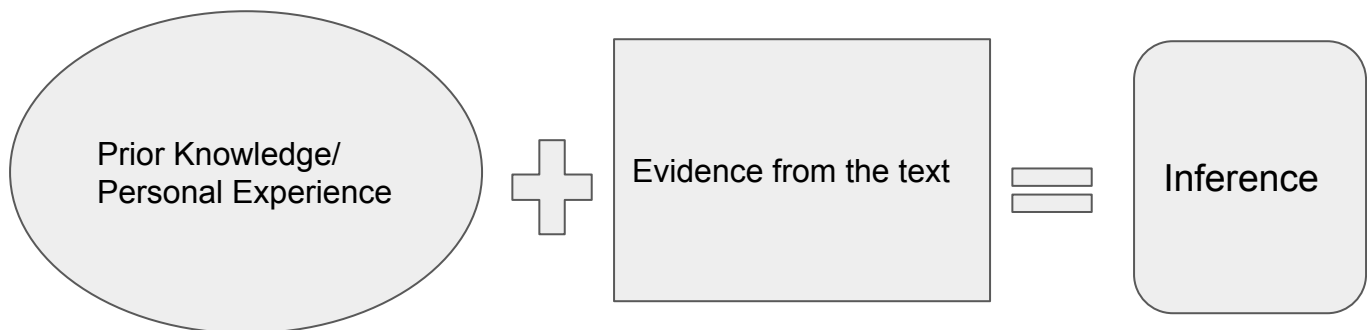 Prior Knowledge/
Personal Experience
Evidence from the text
Inference